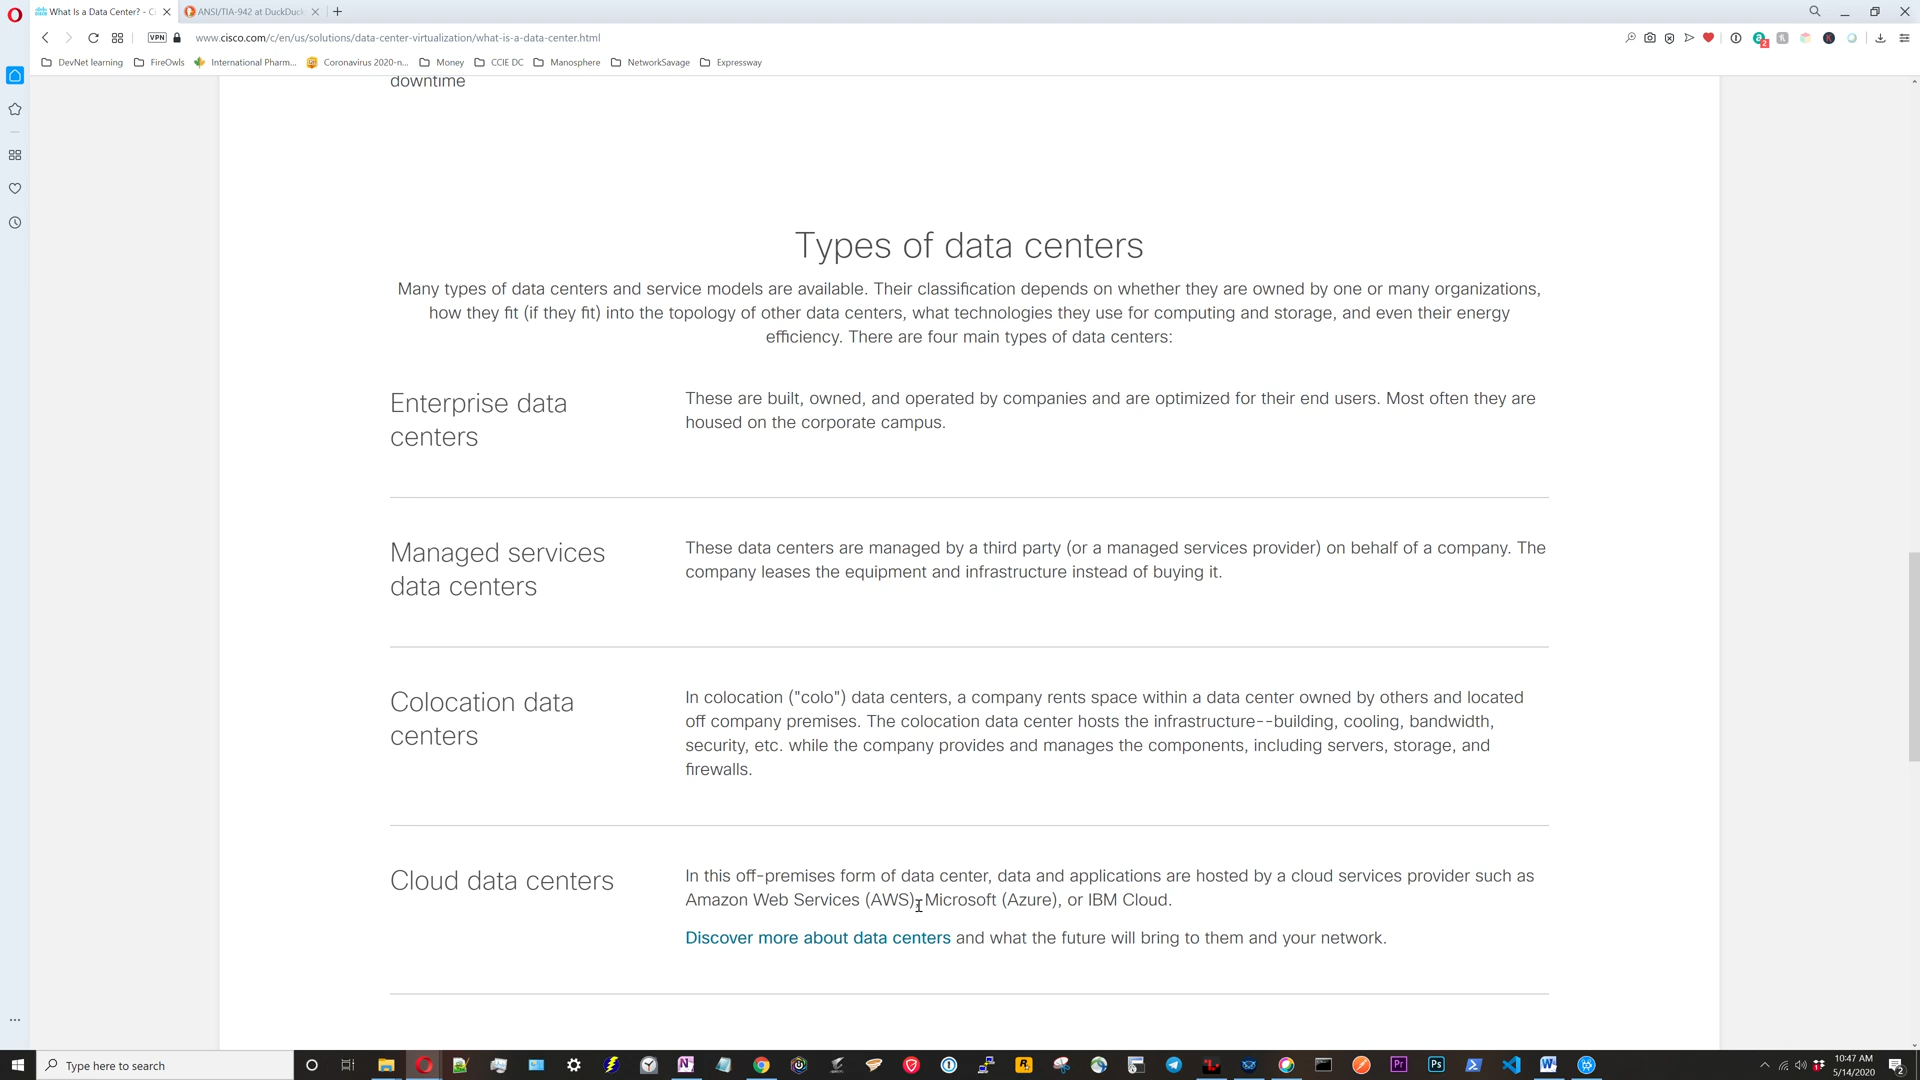 What Is a Data Center? - Ci
ANSI/TIA-942 at DuckDuck
VPN
www.cisco.com/c/en/us/solutions/data-center-virtualization/what-is-a-data-center.html
2
DevNet learning
FireOwls
International Pharm...
Coronavirus 2020-n...
Money
CCIE DC
Manosphere
NetworkSavage
Expressway
downtime
Types of data centers
Many types of data centers and service models are available. Their classification depends on whether they are owned by one or many organizations,
how they fit (if they fit) into the topology of other data centers, what technologies they use for computing and storage, and even their energy
efficiency. There are four main types of data centers:
Enterprise data
centers
These are built, owned, and operated by companies and are optimized for their end users. Most often they are
housed on the corporate campus.
Managed services
data centers
These data centers are managed by a third party (or a managed services provider) on behalf of a company. The
company leases the equipment and infrastructure instead of buying it.
Colocation data
centers
In colocation ("colo") data centers, a company rents space within a data center owned by others and located
off company premises. The colocation data center hosts the infrastructure--building, cooling, bandwidth,
security, etc. while the company provides and manages the components, including servers, storage, and
firewalls.
Cloud data centers
In this off-premises form of data center, data and applications are hosted by a cloud services provider such as
Amazon Web Services (AWS), Microsoft (Azure), or IBM Cloud.
Discover more about data centers and what the future will bring to them and your network.
Type here to search
N
R
Pr
Ps
W
10:47 AM
5/14/2020
2